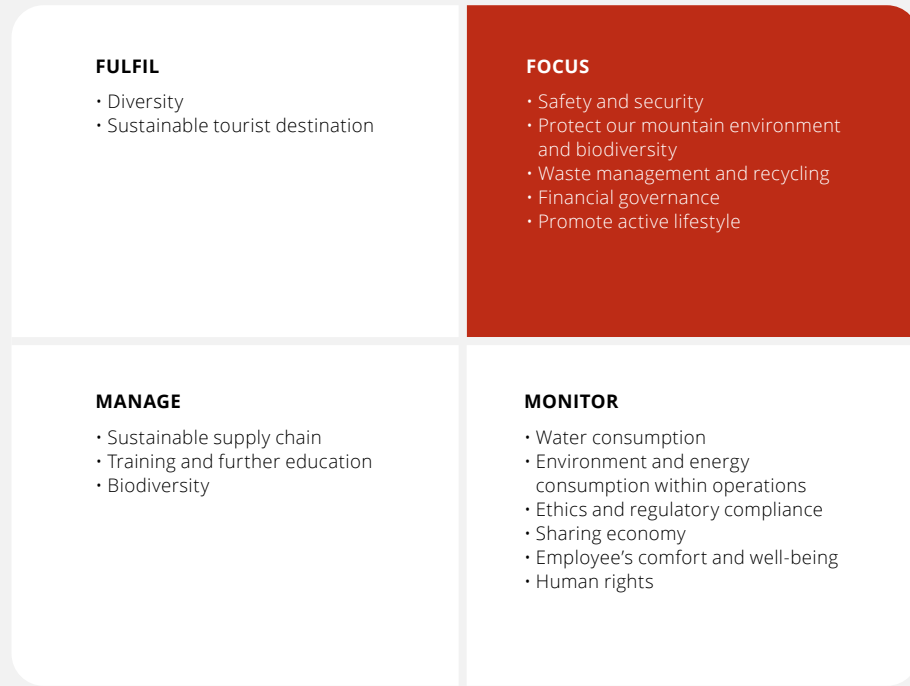 FULFIL
• Diversity
• Sustainable tourist destination
FOCUS
• Safety and security
• Protect our mountain environment
and biodiversity
• Waste management and recycling
• Financial governance
• Promote active lifestyle
MANAGE
• Sustainable supply chain
• Training and further education
• Biodiversity
MONITOR
• Water consumption
• Environment and energy
consumption within operations
• Ethics and regulatory compliance
• Sharing economy
• Employee’s comfort and well-being
• Human rights